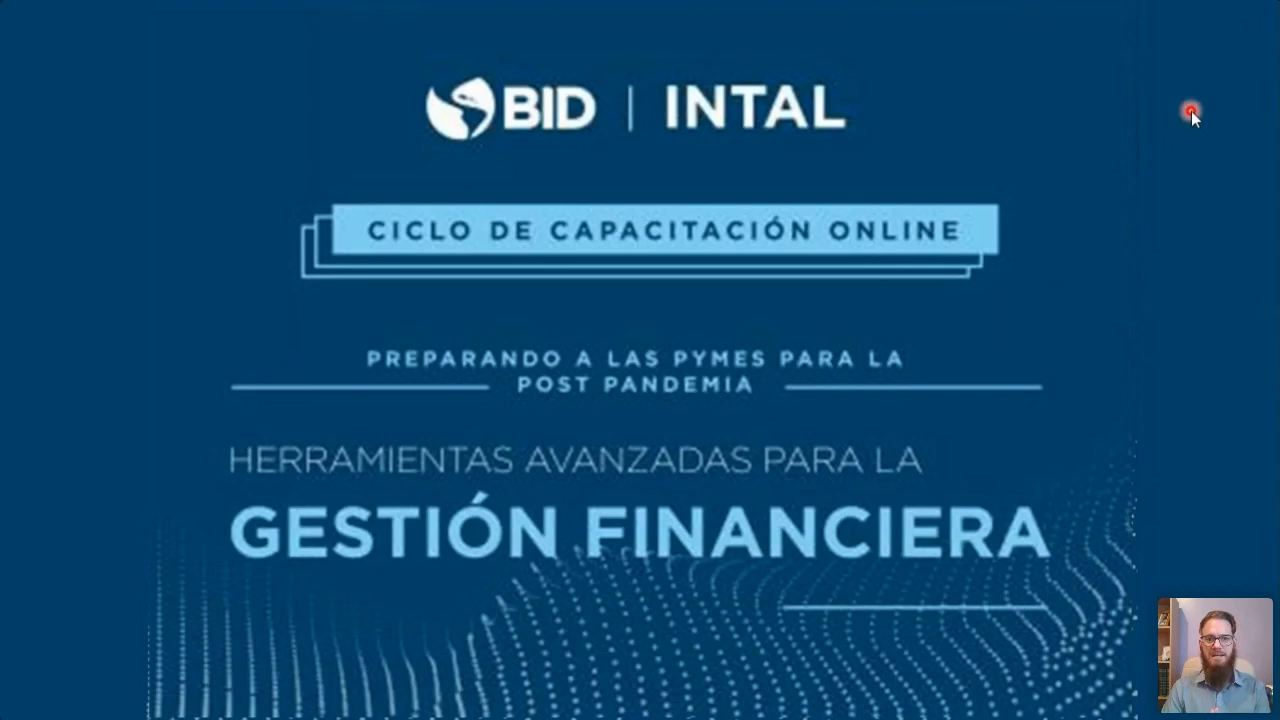 BID | INTAL
CICLO DE CAPACITACIÓN ONLINE
PREPARANDO A LAS PYMES PARA LA
POST PANDEMIA
HERRAMIENTAS AVANZADAS PARA LA
GESTIÓN FINANCIERA